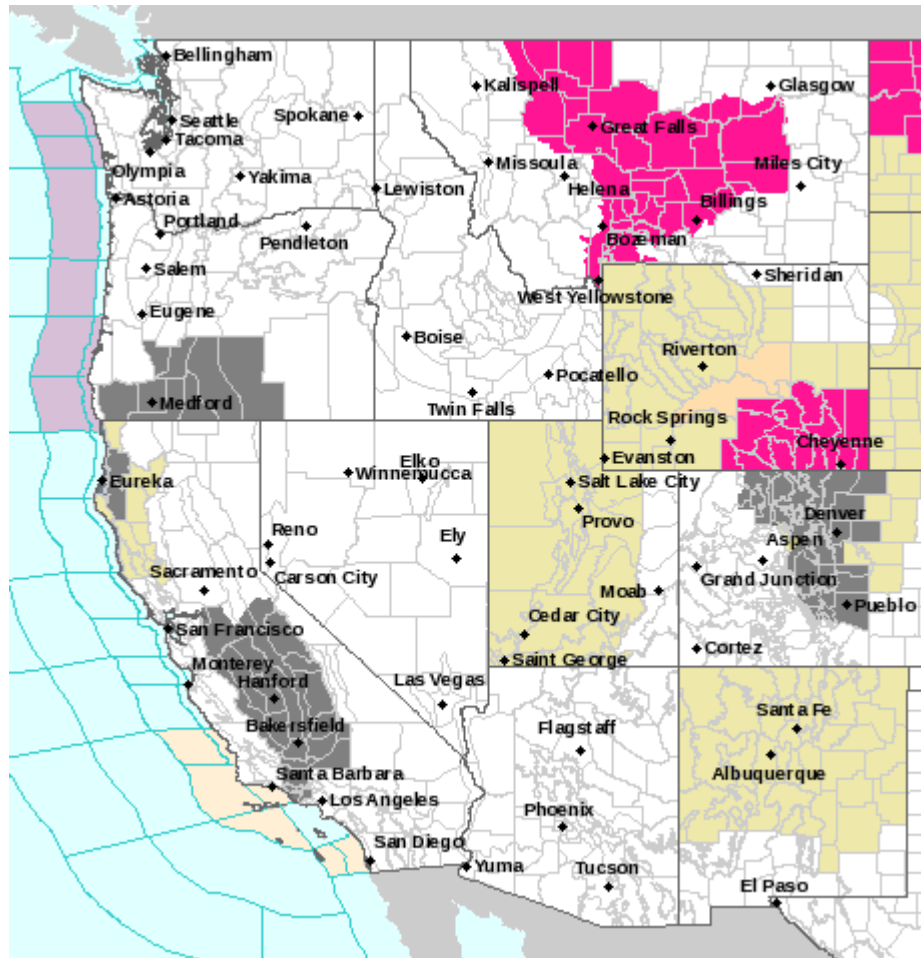 Bellingham
Kalispell
Glasgow
Seattle
Spokane
Great Falls
Tacoma
Olympia
Missoula
Miles City
Yakima
Helena
Lewiston
Astoria
Billings
Portland
Pendleton
Bozeman
Salem
Sheridan
West Yellowstone
Eugene
Boise
Riverton
Pocatello
Medford
Twin Falls
Rock Springs
Cheyenne
Elko
Evanston
Winnemucca
Eureka
Salt Lake City
Provo
Denver
Reno
Ely
Aspen
Sacramento
Carson City
Grand Junction
Moab
Pueblo
Cedar City
San Francisco
Cortez
Saint George
Monterey
Hanford
Las Vegas
Santa Fe
Bakersfield
Flagstaff
Albuquerque
Santa Barbara
Los Angeles
Phoenix
San Diego
Yuma
Tucson
El Paso